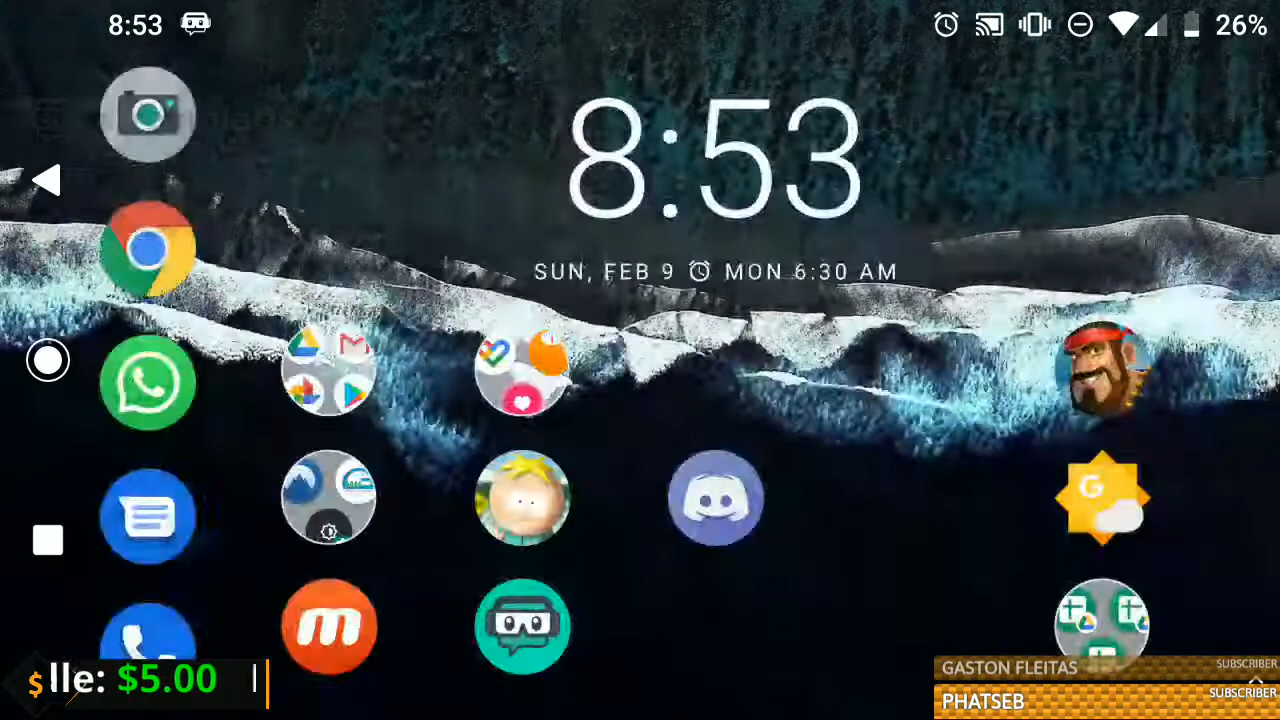 8:53
26%
8:53
SUN, FEB 9 MON 6:30 AM
G
lle: $5.00
GASTON FLEITAS SUBSCRIBER
PHATSEB SUBSCRIBER